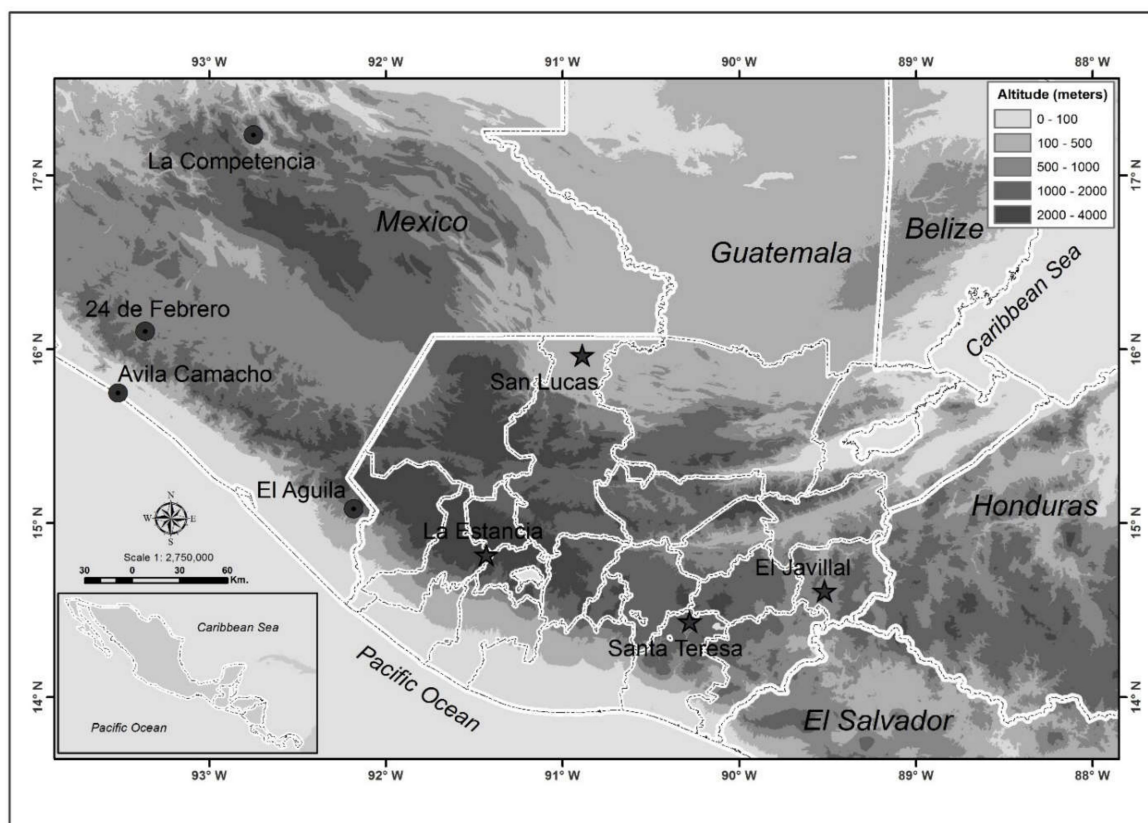 93° W
92° W
91° W
90° W
89° W
88° W
17° N
16° N
15° N
14° N
17° N
16° N
15° N
14° N
Altitude (meters)
0 - 100
100 - 500
500 - 1000
1000 - 2000
2000 - 4000
La Competencia
Mexico
Guatemala
Belize
Caribbean Sea
24 de Febrero
Avila Camacho
San Lucas
El Aguila
La Estancia
Honduras
El Javillal
Santa Teresa
El Salvador
Pacific Ocean
N
W
E
S
Scale 1: 2,750,000
30
0
30
60
Km.
Caribbean Sea
Pacific Ocean
93° W
92° W
91° W
90° W
89° W
88° W